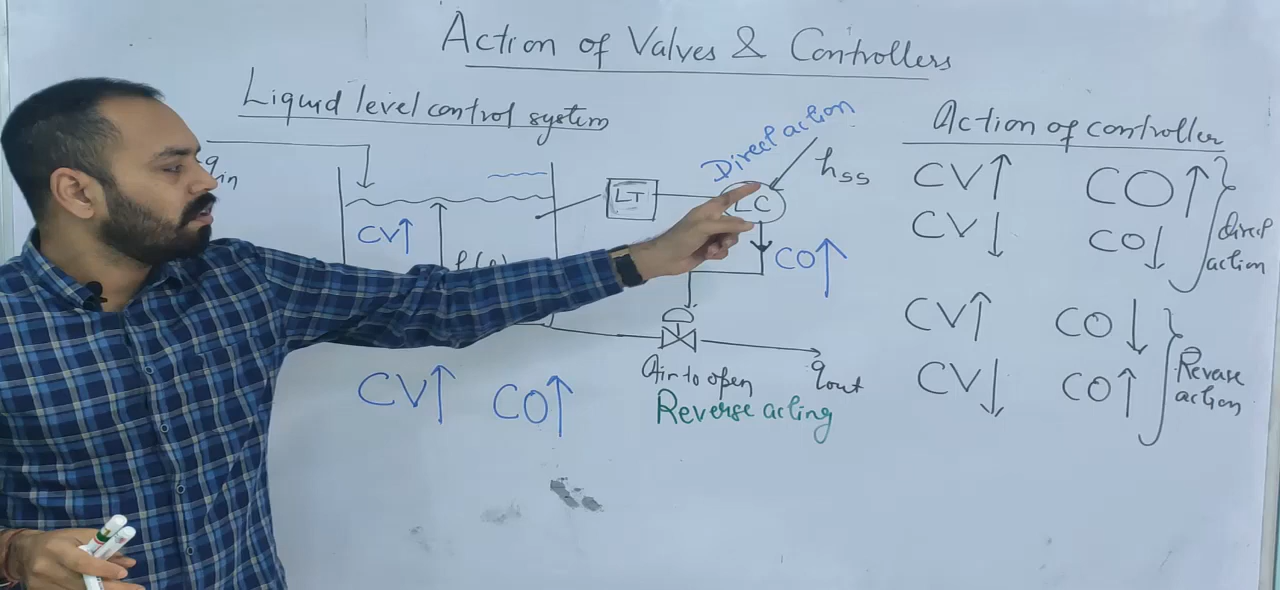 Action of Valves & Controllers
Liquid level control system
qin
LT
Direct action
LC
hss
CV↑
CO↑
Air to open
Reverse acting
qout
CV↑ CO↑
Action of controller
CV↑ CO↑
CV↓ CO↓
direct
action
CV↑ CO↓
CV↓ CO↑
Revase
action